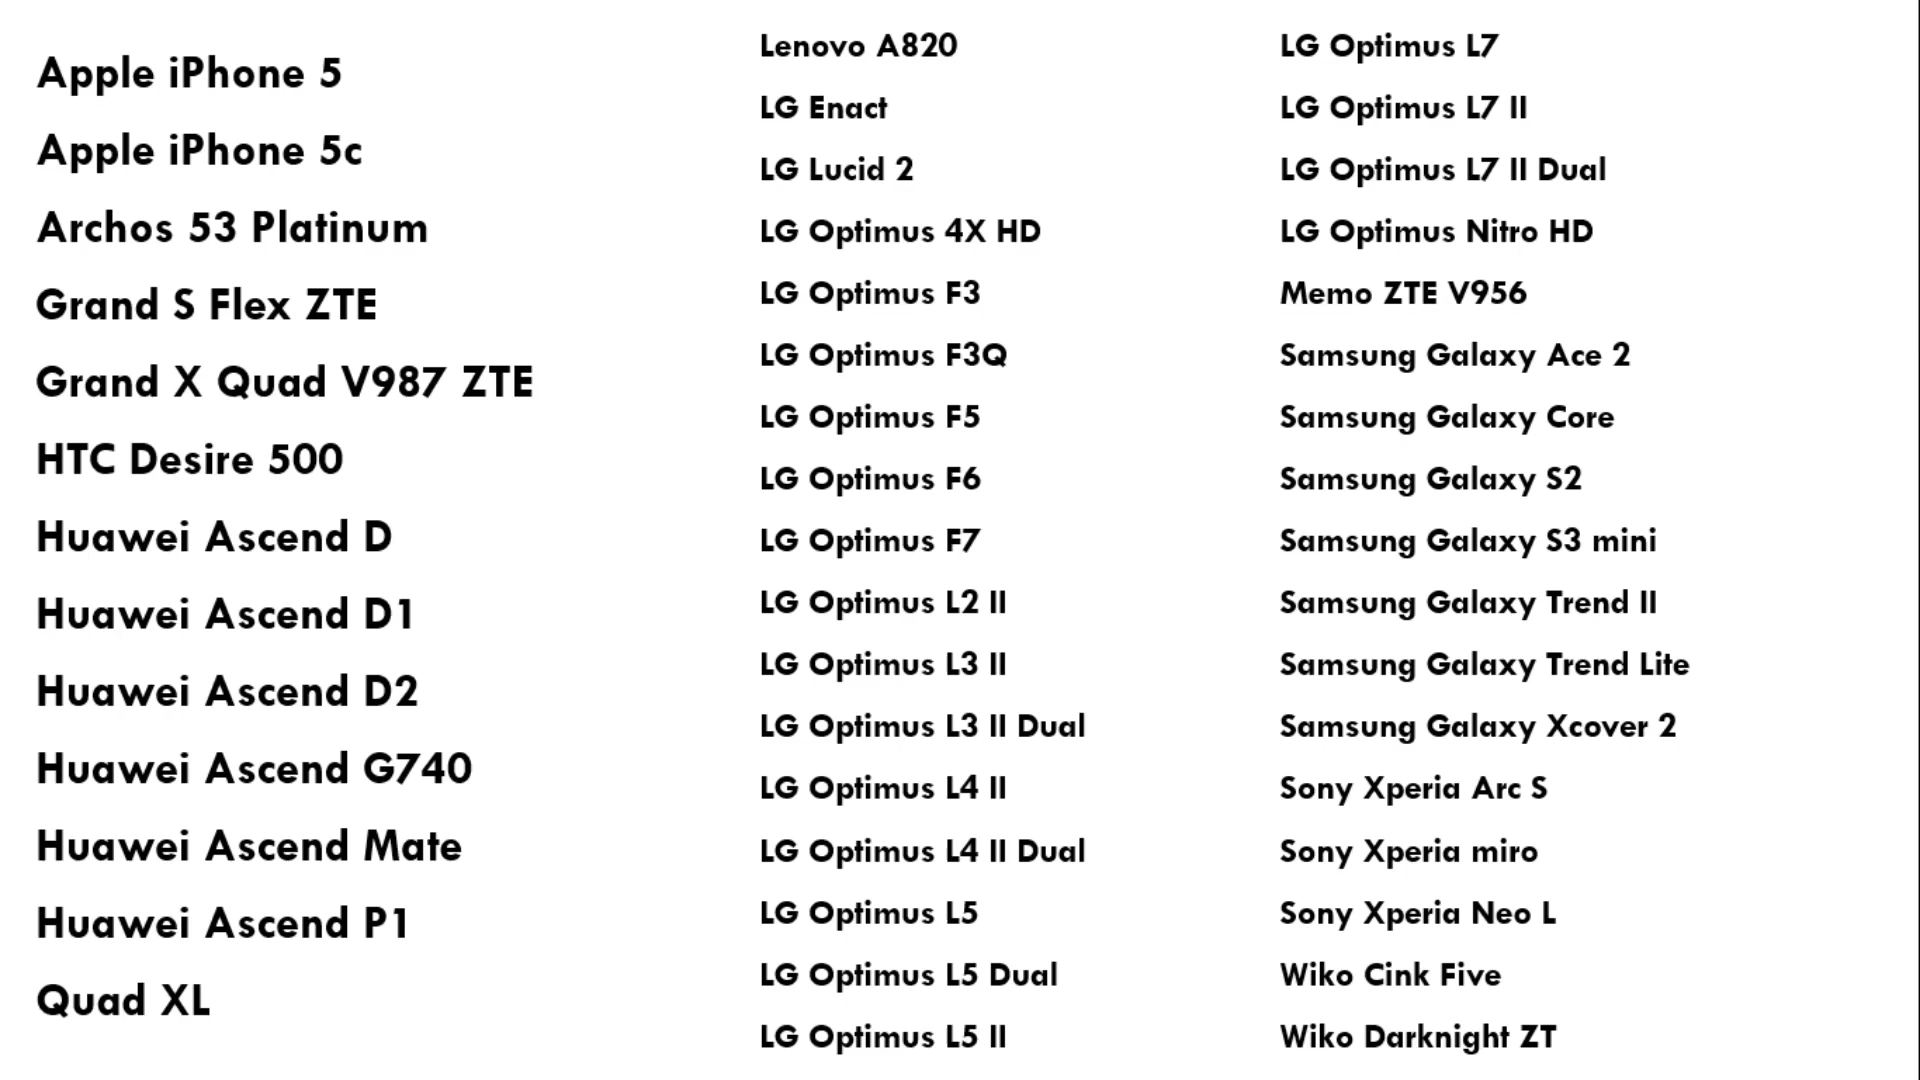 Apple iPhone 5
Apple iPhone 5c
Archos 53 Platinum
Grand S Flex ZTE
Grand X Quad V987 ZTE
HTC Desire 500
Huawei Ascend D
Huawei Ascend D1
Huawei Ascend D2
Huawei Ascend G740
Huawei Ascend Mate
Huawei Ascend P1
Quad XL
Lenovo A820
LG Enact
LG Lucid 2
LG Optimus 4X HD
LG Optimus F3
LG Optimus F3Q
LG Optimus F5
LG Optimus F6
LG Optimus F7
LG Optimus L2 II
LG Optimus L3 II
LG Optimus L3 II Dual
LG Optimus L4 II
LG Optimus L4 II Dual
LG Optimus L5
LG Optimus L5 Dual
LG Optimus L5 II
LG Optimus L7
LG Optimus L7 II
LG Optimus L7 II Dual
LG Optimus Nitro HD
Memo ZTE V956
Samsung Galaxy Ace 2
Samsung Galaxy Core
Samsung Galaxy S2
Samsung Galaxy S3 mini
Samsung Galaxy Trend II
Samsung Galaxy Trend Lite
Samsung Galaxy Xcover 2
Sony Xperia Arc S
Sony Xperia miro
Sony Xperia Neo L
Wiko Cink Five
Wiko Darknight ZT